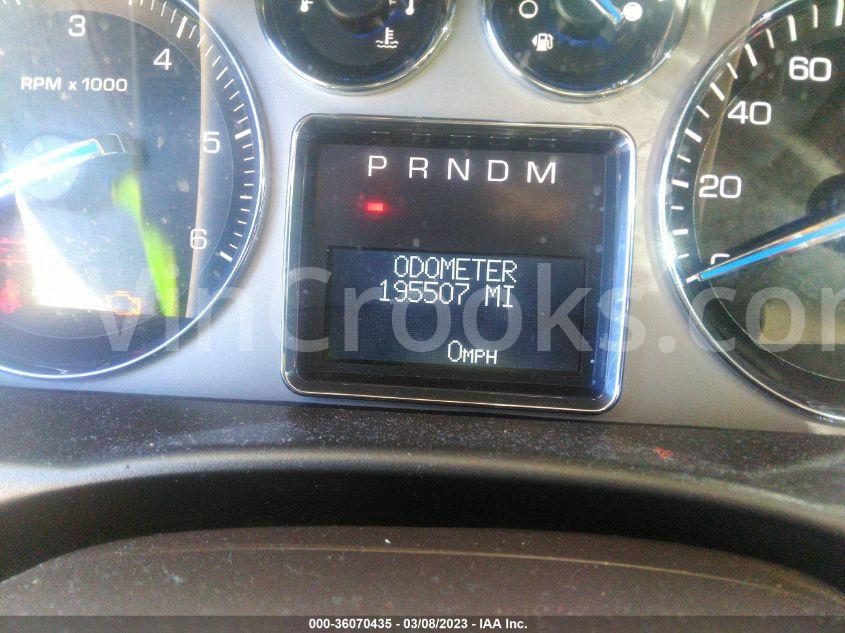 3
4
5
6
RPM x 1000
60
40
20
P R N D M
ODOMETER
195507 MI
0MPH
VinCrooks.com
000-36070435 - 03/08/2023 - © IAA Inc.